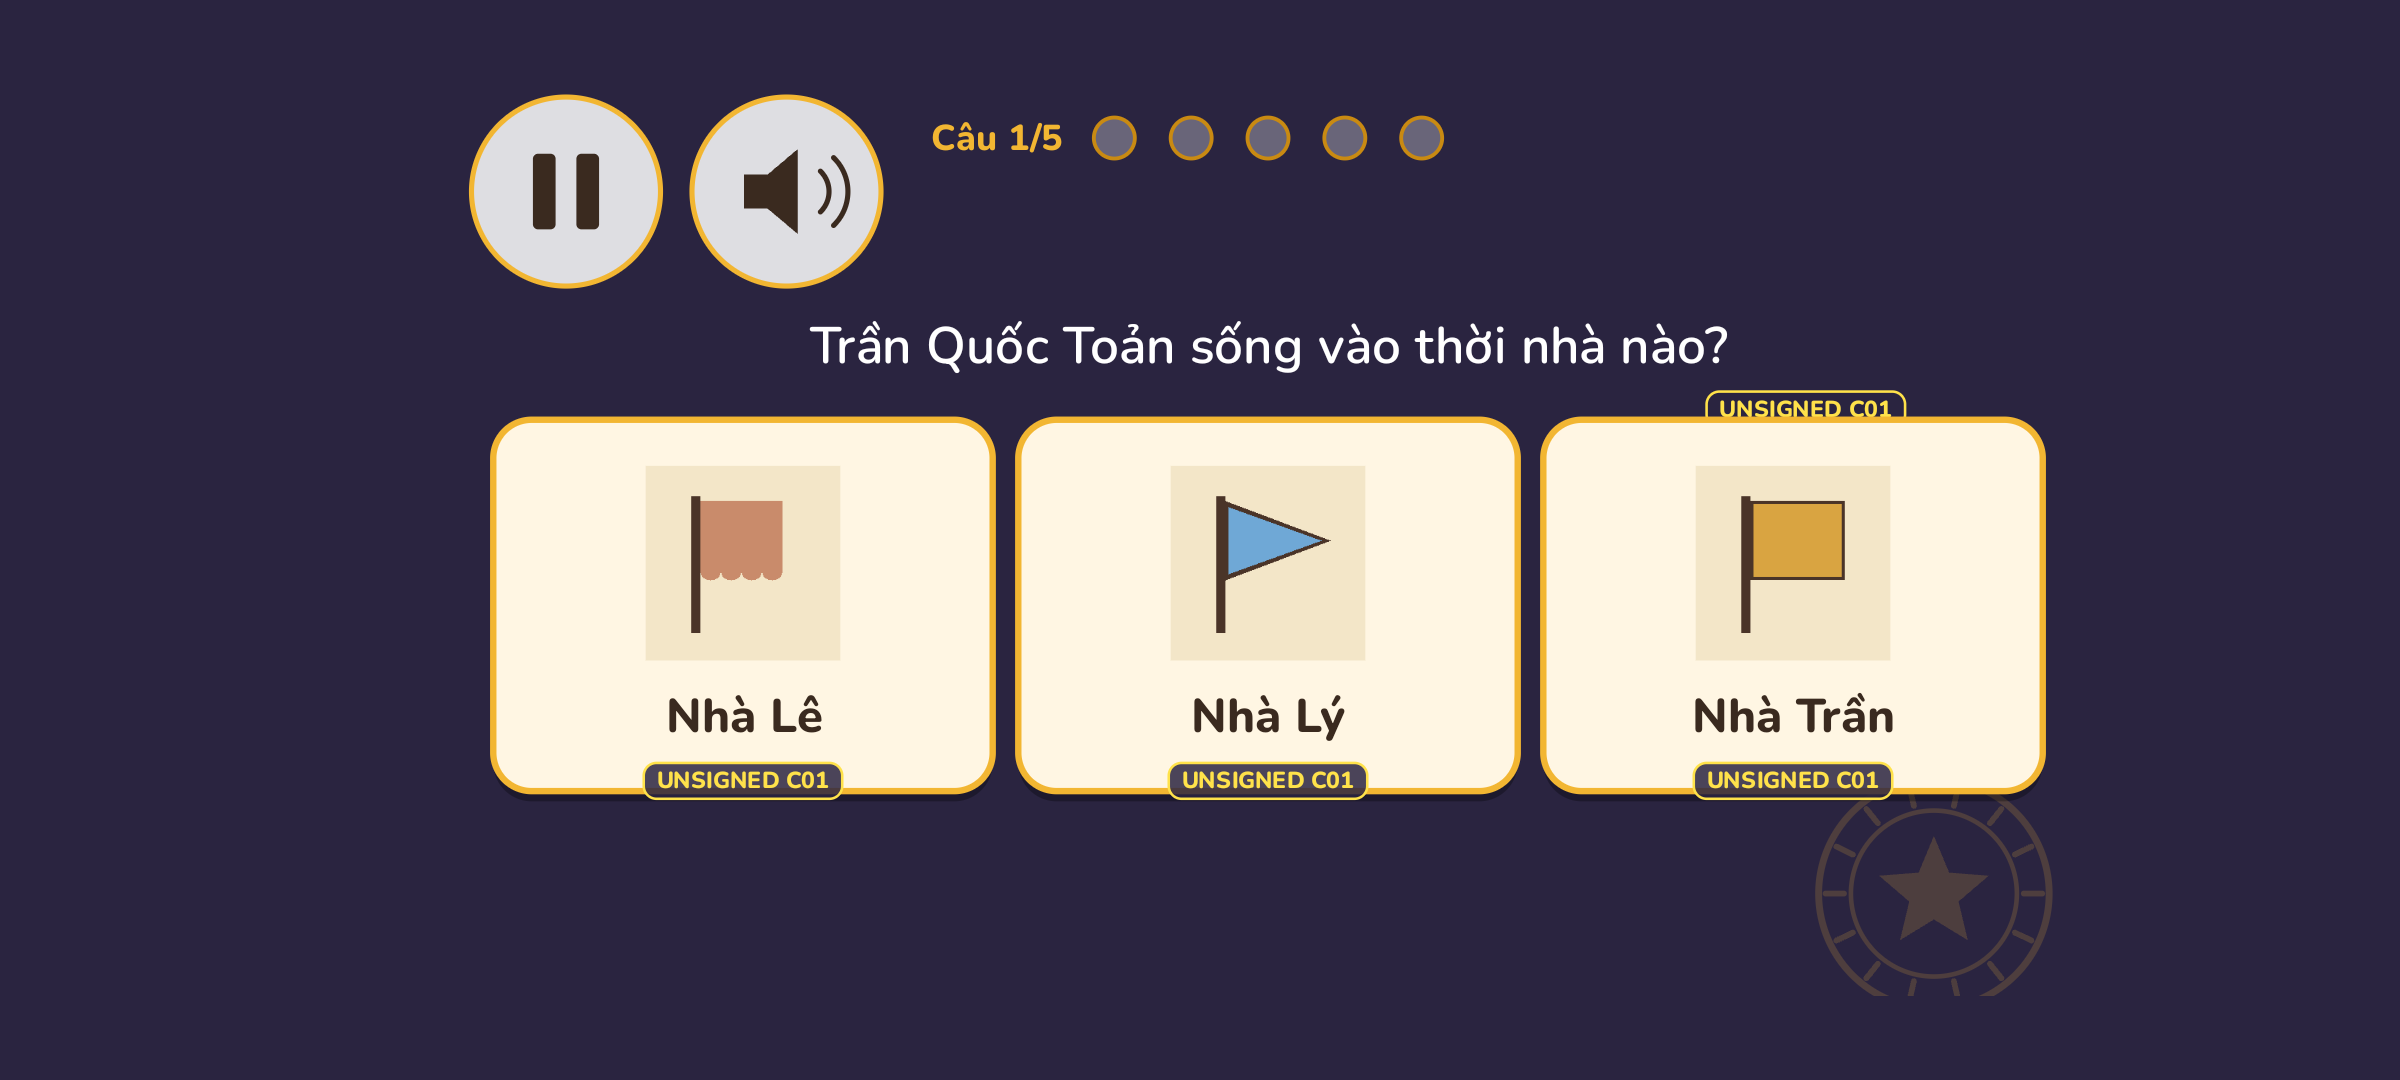 Câu 1/5
Trần Quốc Toản sống vào thời nhà nào?
UNSIGNED C01
Nhà Lê
Nhà Lý
Nhà Trần
UNSIGNED C01
UNSIGNED C01
UNSIGNED C01